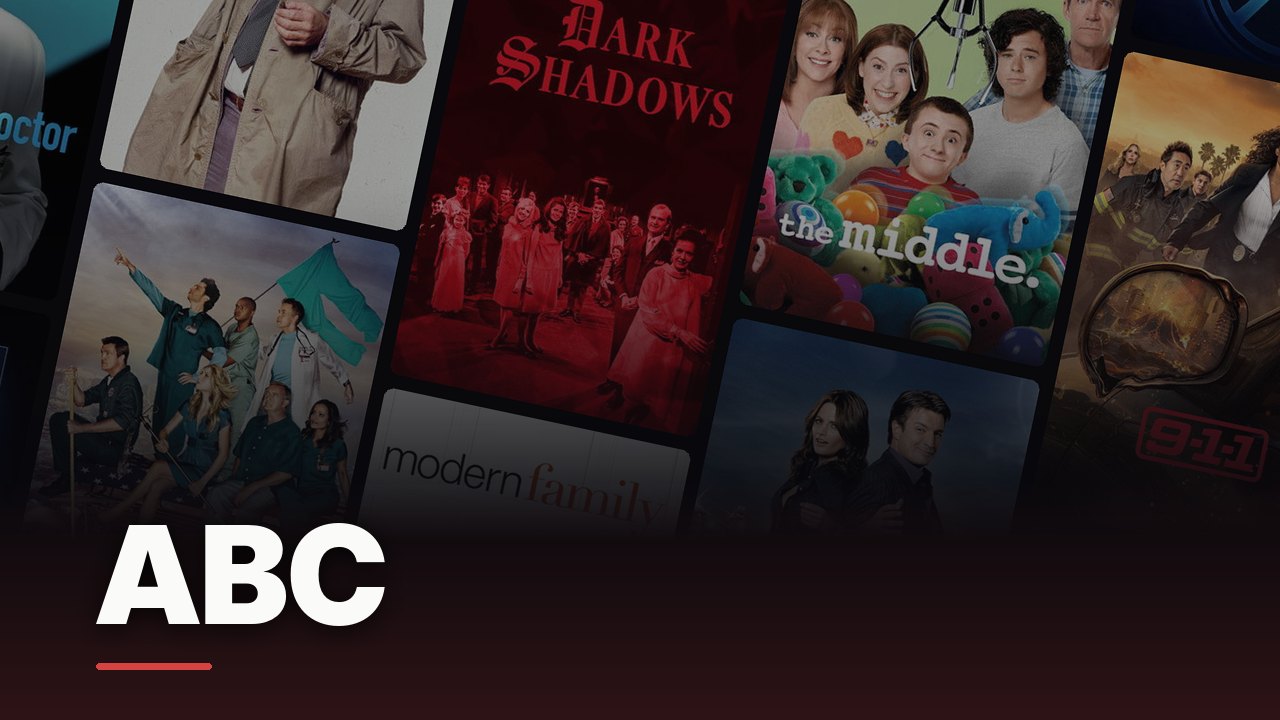 DARK
SHADOWS
octor
the middle.
9-1-1
modern family
ABC